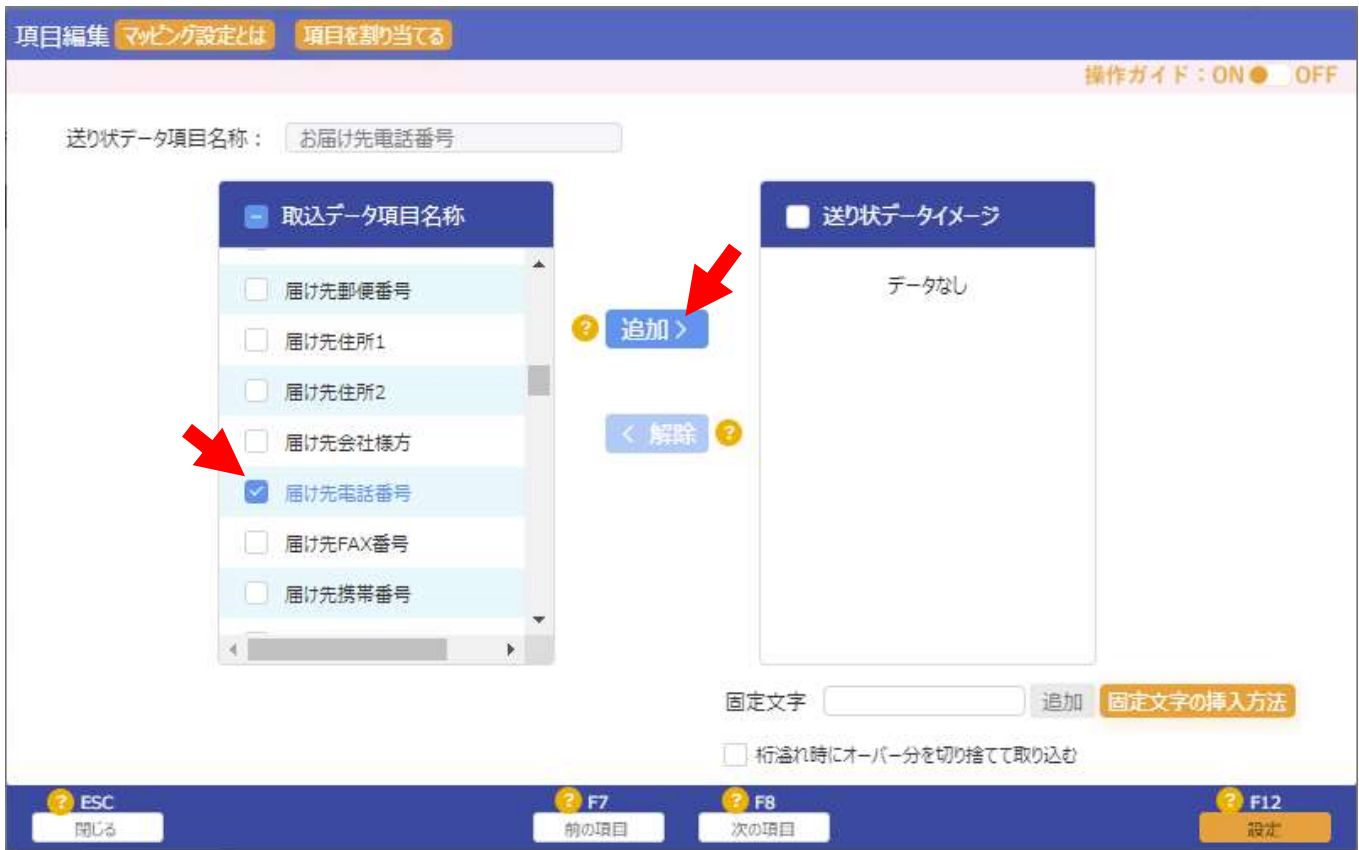 項目編集 マッピング設定とは 項目を割り当てる
操作ガイド：ON OFF
送り状データ項目名称： お届け先電話番号
取込データ項目名称
送り状データイメージ
届け先郵便番号
データなし
届け先住所1
追加 >
届け先住所2
届け先会社様方
< 解除
届け先電話番号
届け先FAX番号
届け先携帯番号
固定文字 追加 固定文字の挿入方法
桁溢れ時にオーバー分を切り捨てて取り込む
? ESC ? F7 ? F8 ? F12
閉じる 前の項目 次の項目 設定